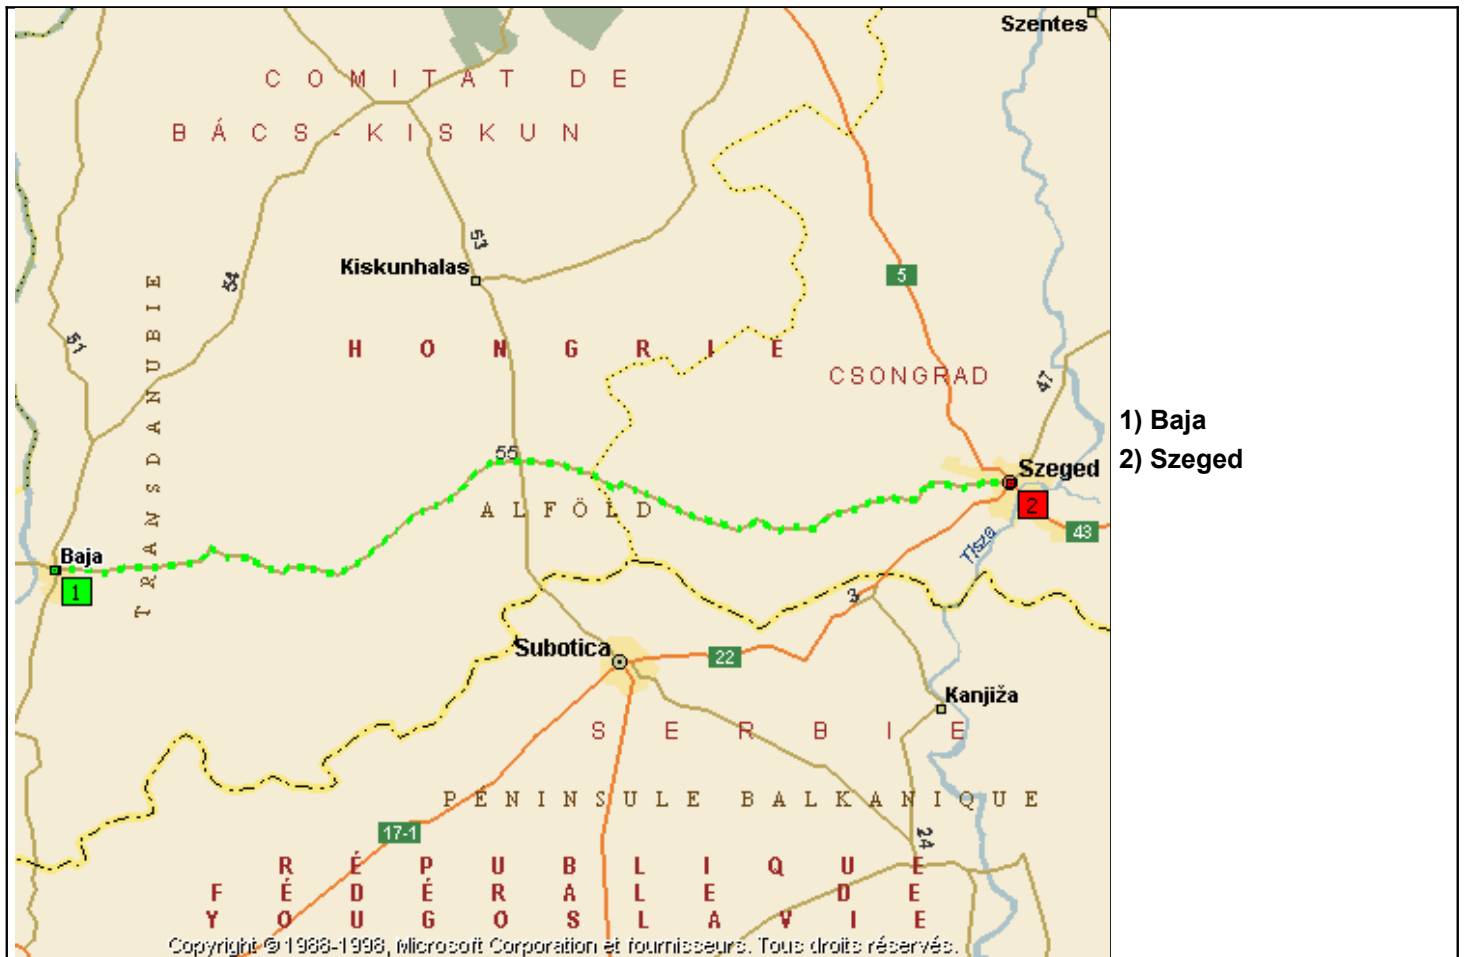 Szentes
COMITAT DE
BÁCS-KISKUN
53
Kiskunhalas
54
5
TRANSDANUBIE
51
HONGRIE
CSONGRAD
47
1) Baja
2) Szeged
55
Szeged
2
ALFÖLD
43
Tisza
Baja
1
3
Subotica
22
Kanjiža
SERBIE
PÉNINSULE BALKANIQUE
17-1
24
RÉPUBLIQUE
FÉDÉRALE DE
YOUGOSLAVIE
Copyright © 1988-1998, Microsoft Corporation et fournisseurs. Tous droits réservés.